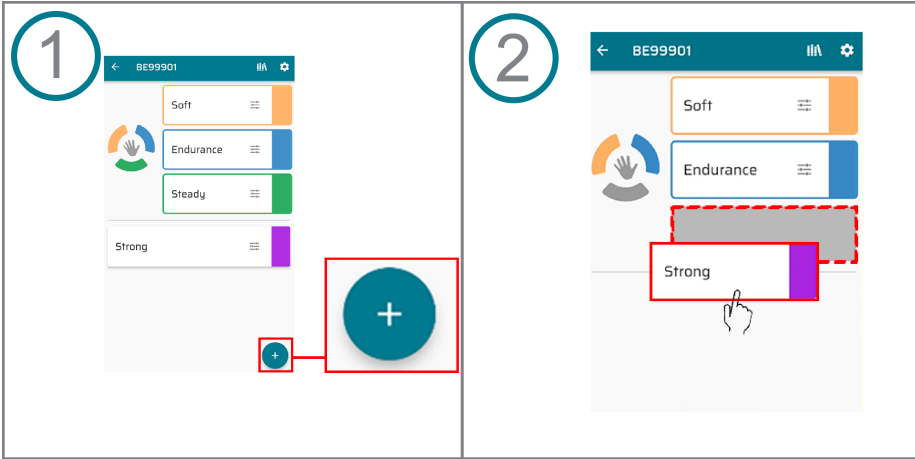 1
BE99901
Soft
Endurance
Steady
Strong
+
+
2
BE99901
Soft
Endurance
Strong